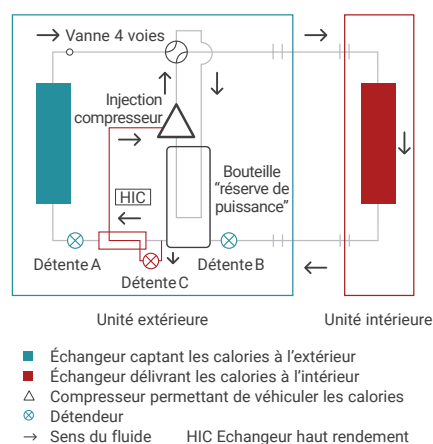 Vanne 4 voies
Injection
compresseur
Bouteille
“réserve de
puissance”
HIC
Détente A
Détente B
Détente C
Unité extérieure
Unité intérieure
Échangeur captant les calories à l’extérieur
Échangeur délivrant les calories à l’intérieur
Compresseur permettant de véhiculer les calories
Détendeur
Sens du fluide HIC Echangeur haut rendement